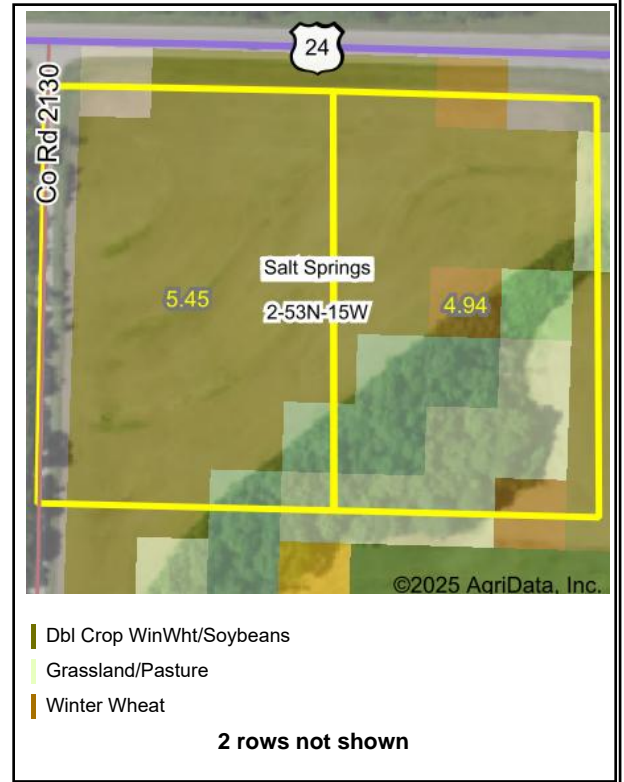 24
Co Rd 2130
Salt Springs
5.45
2-53N-15W
4.94
©2025 AgriData, Inc.
Dbl Crop WinWht/Soybeans
Grassland/Pasture
Winter Wheat
2 rows not shown